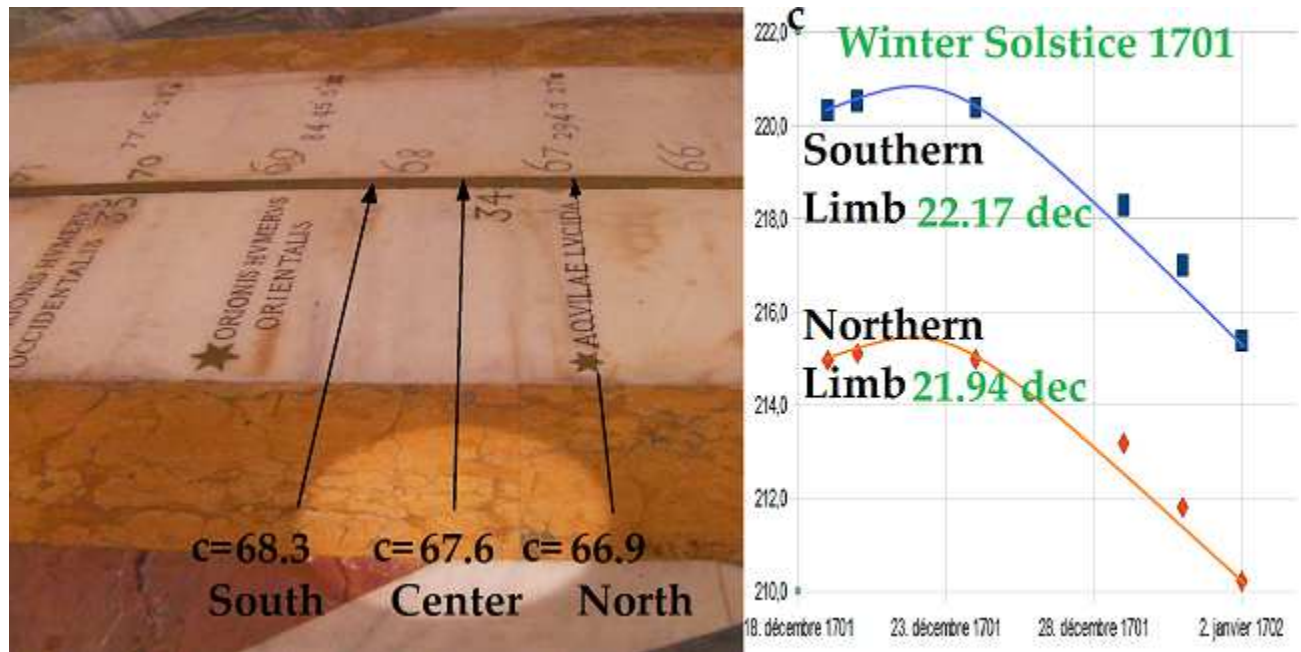 70
68
67
66
34
ORIONIS HVMERVS
OCCIDENTALIS
ORIONIS HVMERVS
ORIENTALIS
AQVILAE LVCIDA
c=68.3 c=67.6 c= 66.9
South Center North
c
Winter Solstice 1701
222,0
220,0
Southern
Limb 22.17 dec
218,0
216,0
Northern
Limb 21.94 dec
214,0
212,0
210,0
18. décembre 1701 23. décembre 1701 28. décembre 1701 2. janvier 1702